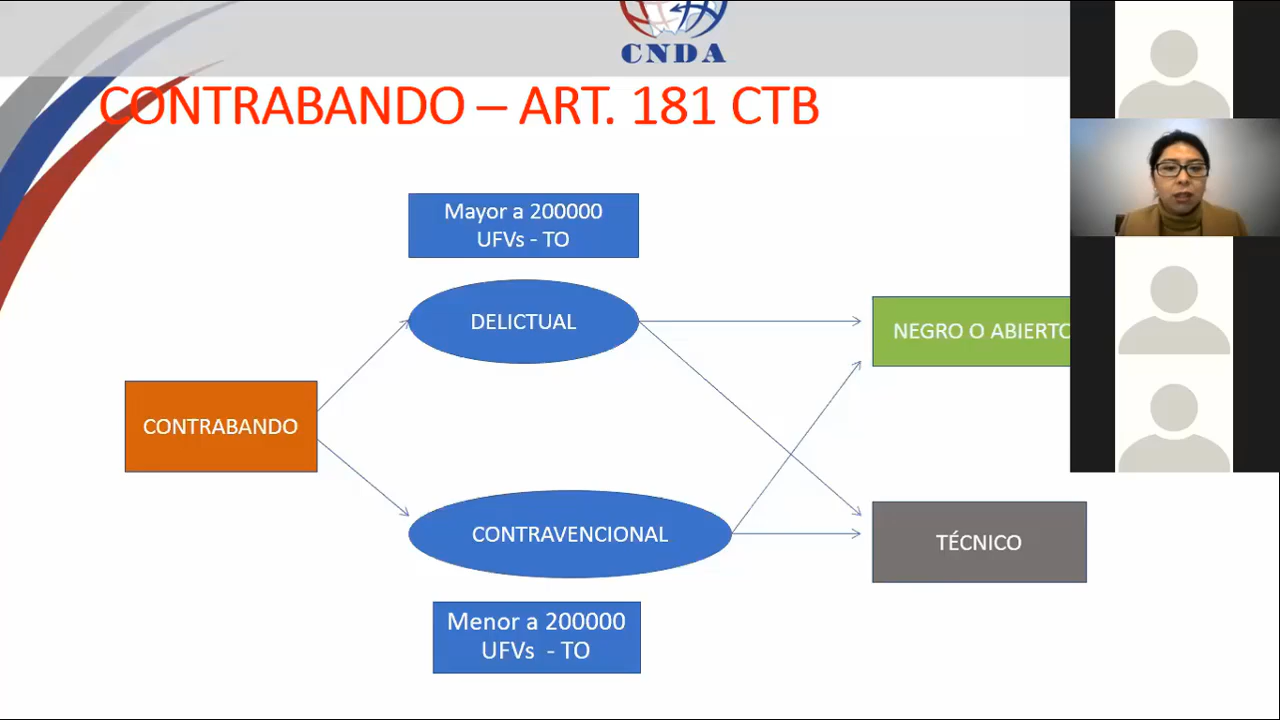 CNDA
CONTRABANDO – ART. 181 CTB
Mayor a 200000
UFVs - TO
DELICTUAL
NEGRO O ABIERTO
CONTRABANDO
CONTRAVENCIONAL
TÉCNICO
Menor a 200000
UFVs - TO